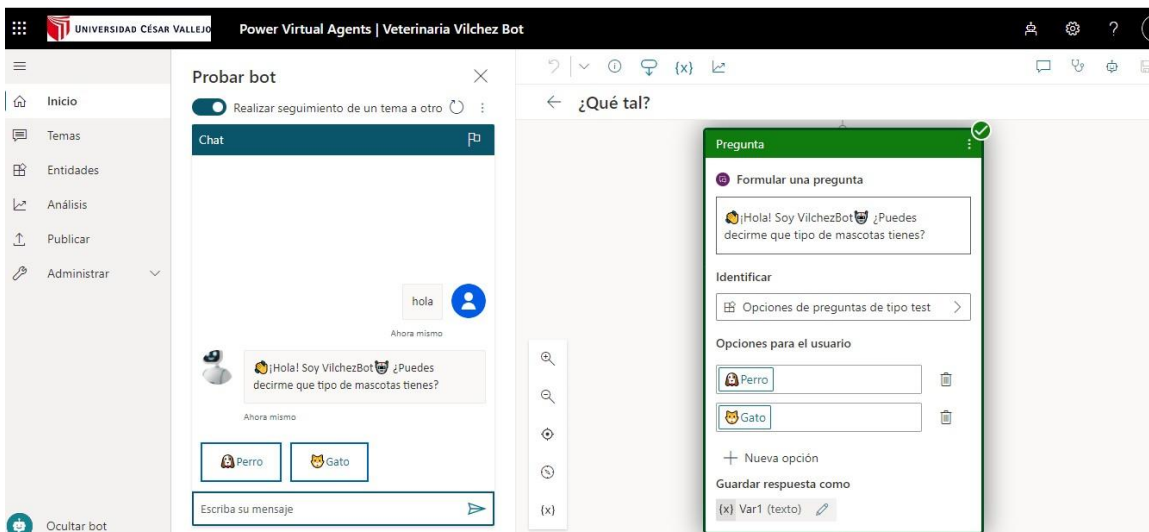 UNIVERSIDAD CÉSAR VALLEJO
Power Virtual Agents | Veterinaria Vilchez Bot
?
Inicio
Temas
Entidades
Análisis
Publicar
Administrar
Ocultar bot
Probar bot
Realizar seguimiento de un tema a otro
Chat
hola
Ahora mismo
¡Hola! Soy VilchezBot ¿Puedes
decirme que tipo de mascotas tienes?
Ahora mismo
Perro
Gato
Escriba su mensaje
{x}
¿Qué tal?
Pregunta
Formular una pregunta
¡Hola! Soy VilchezBot ¿Puedes
decirme que tipo de mascotas tienes?
Identificar
Opciones de preguntas de tipo test
Opciones para el usuario
Perro
Gato
Nueva opción
Guardar respuesta como
{x} Var1 (texto)
{x}